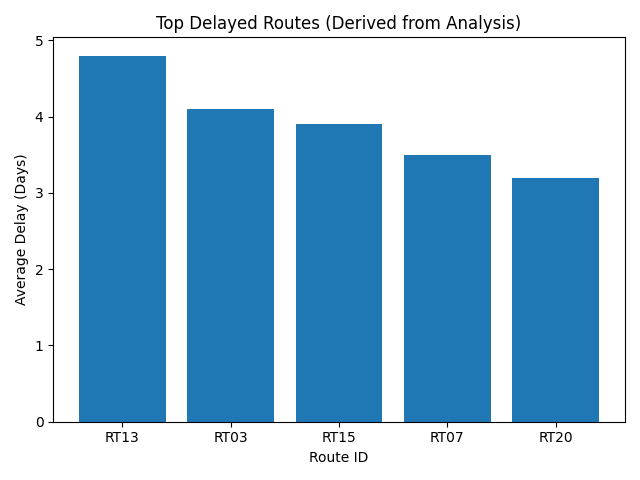 Top Delayed Routes (Derived from Analysis)
Average Delay (Days)
5
4
3
2
1
0
RT13 RT03 RT15 RT07 RT20
Route ID